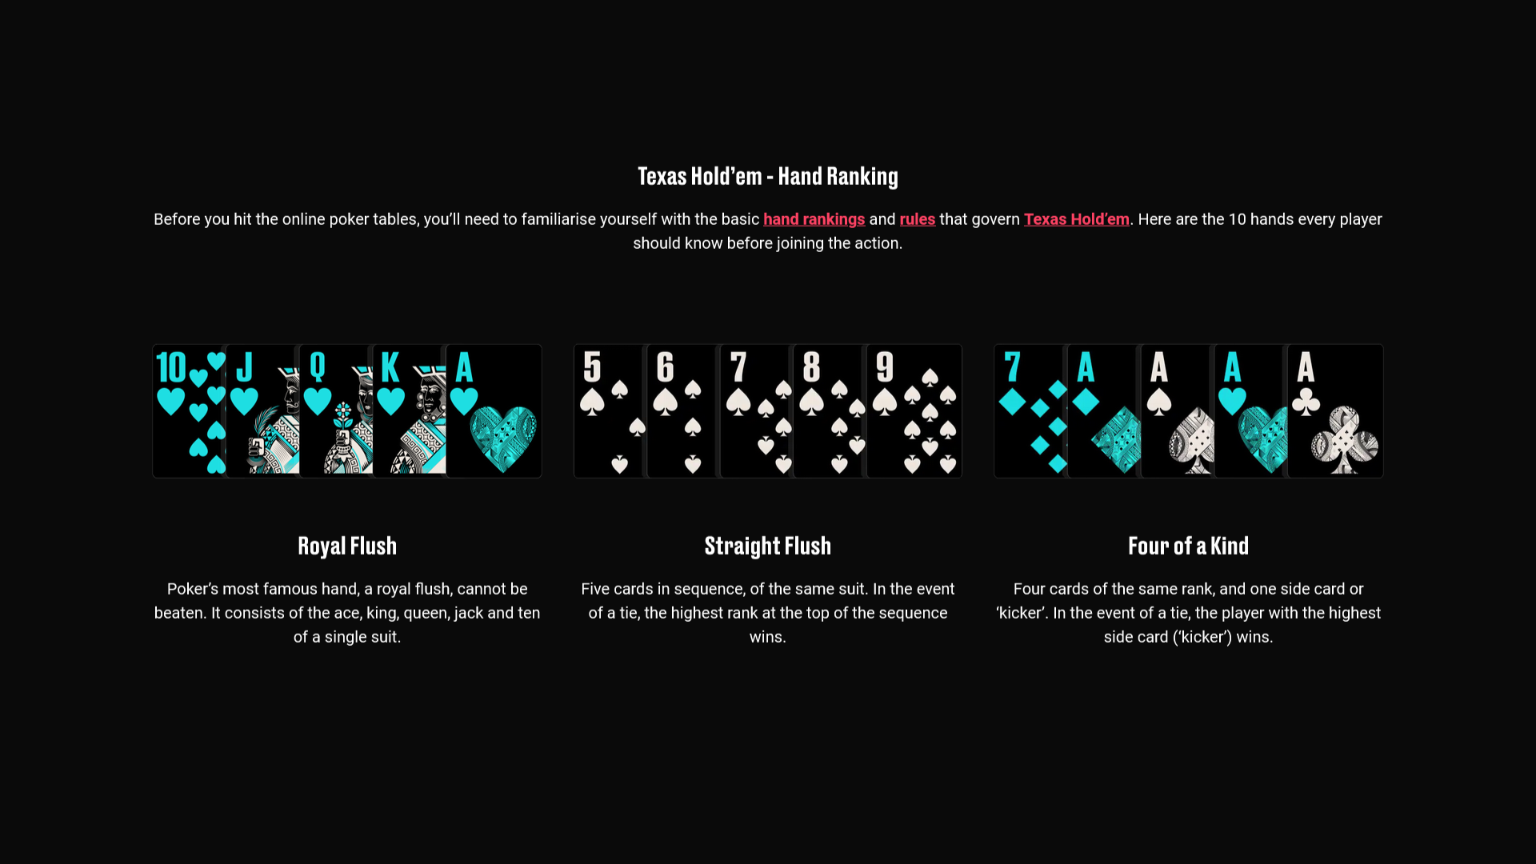 Texas Hold’em - Hand Ranking
Before you hit the online poker tables, you’ll need to familiarise yourself with the basic hand rankings and rules that govern Texas Hold’em. Here are the 10 hands every player
should know before joining the action.
10 J Q K A
5 6 7 8 9
7 A A A A
Royal Flush
Poker’s most famous hand, a royal flush, cannot be
beaten. It consists of the ace, king, queen, jack and ten
of a single suit.
Straight Flush
Five cards in sequence, of the same suit. In the event
of a tie, the highest rank at the top of the sequence
wins.
Four of a Kind
Four cards of the same rank, and one side card or
‘kicker’. In the event of a tie, the player with the highest
side card (‘kicker’) wins.